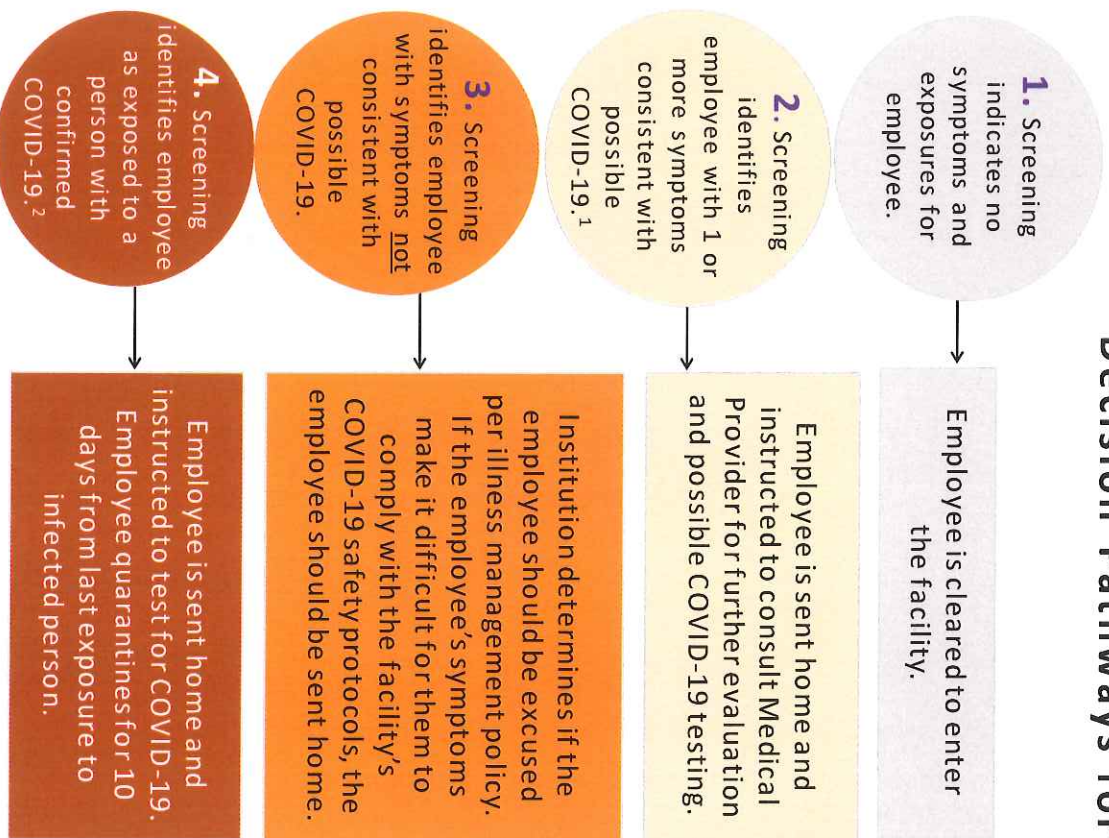 Decision Pathways for
1. Screening
indicates no
symptoms and
exposures for
employee.
Employee is cleared to enter
the facility.
2. Screening
identifies
employee with 1 or
more symptoms
consistent with
possible
COVID-19.¹
Employee is sent home and
instructed to consult Medical
Provider for further evaluation
and possible COVID-19 testing.
3. Screening
identifies employee
with symptoms not
consistent with
possible
COVID-19.
Institution determines if the
employee should be excused
per illness management policy.
If the employee's symptoms
make it difficult for them to
comply with the facility's
COVID-19 safety protocols, the
employee should be sent home.
4. Screening
identifies employee
as exposed to a
person with
confirmed
COVID-19.²
Employee is sent home and
instructed to test for COVID-19.
Employee quarantines for 10
days from last exposure to
infected person.